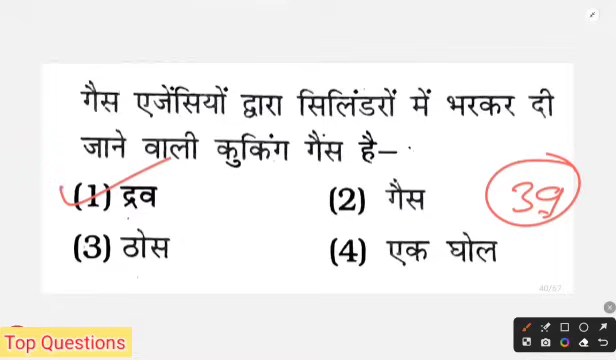 गैस एजेंसियों द्वारा सिलिंडरों में भरकर दी
जाने वाली कुकिंग गैस है–
(1) द्रव (2) गैस
(3) ठोस (4) एक घोल
39
40/67
Top Questions